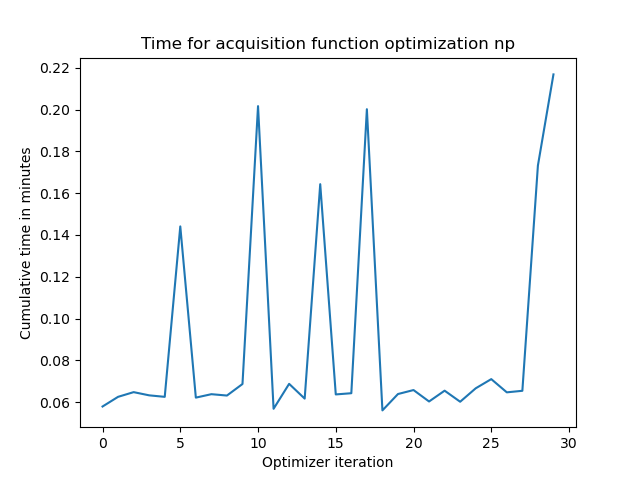 Time for acquisition function optimization np
0.22
0.20
0.18
0.16
0.14
0.12
0.10
0.08
0.06
Cumulative time in minutes
0 5 10 15 20 25 30
Optimizer iteration